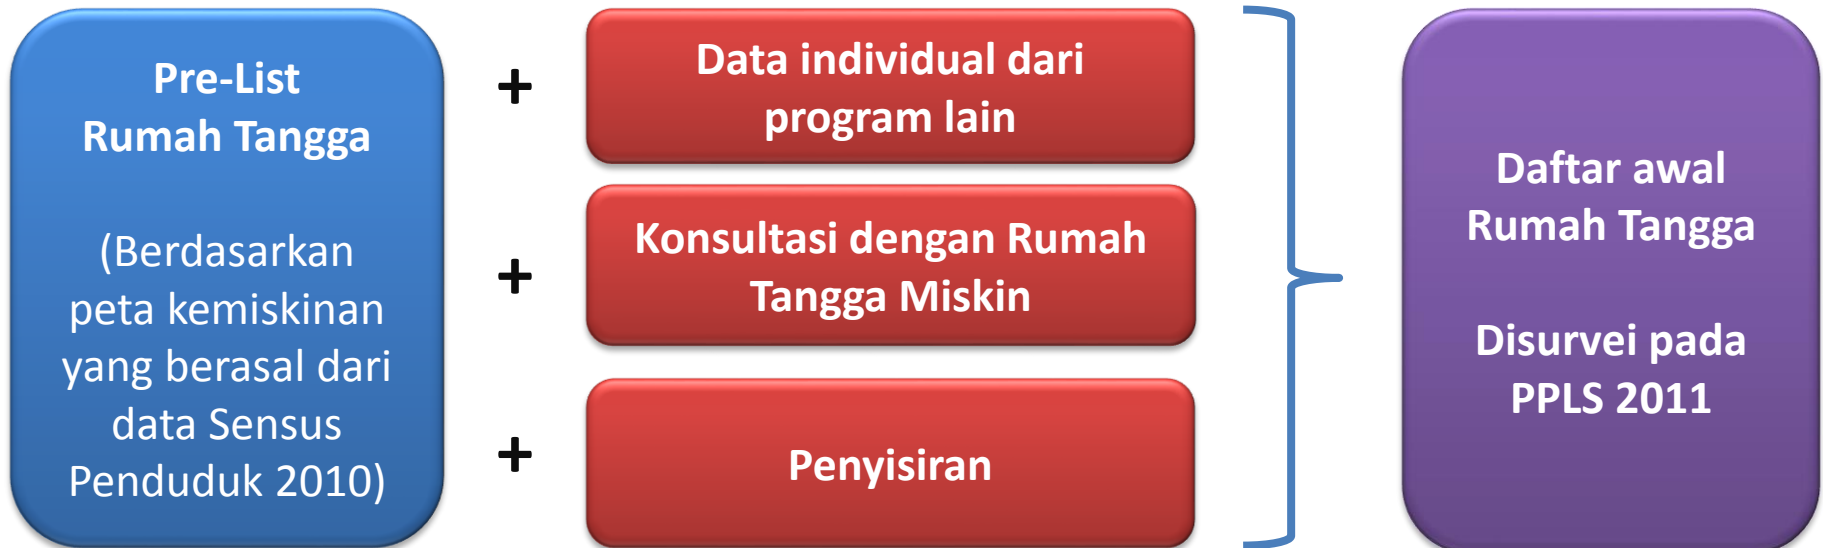 Pre-List
Rumah Tangga
(Berdasarkan
peta kemiskinan
yang berasal dari
data Sensus
Penduduk 2010)
+
Data individual dari
program lain
+
Konsultasi dengan Rumah
Tangga Miskin
+
Penyisiran
Daftar awal
Rumah Tangga
Disurvei pada
PPLS 2011